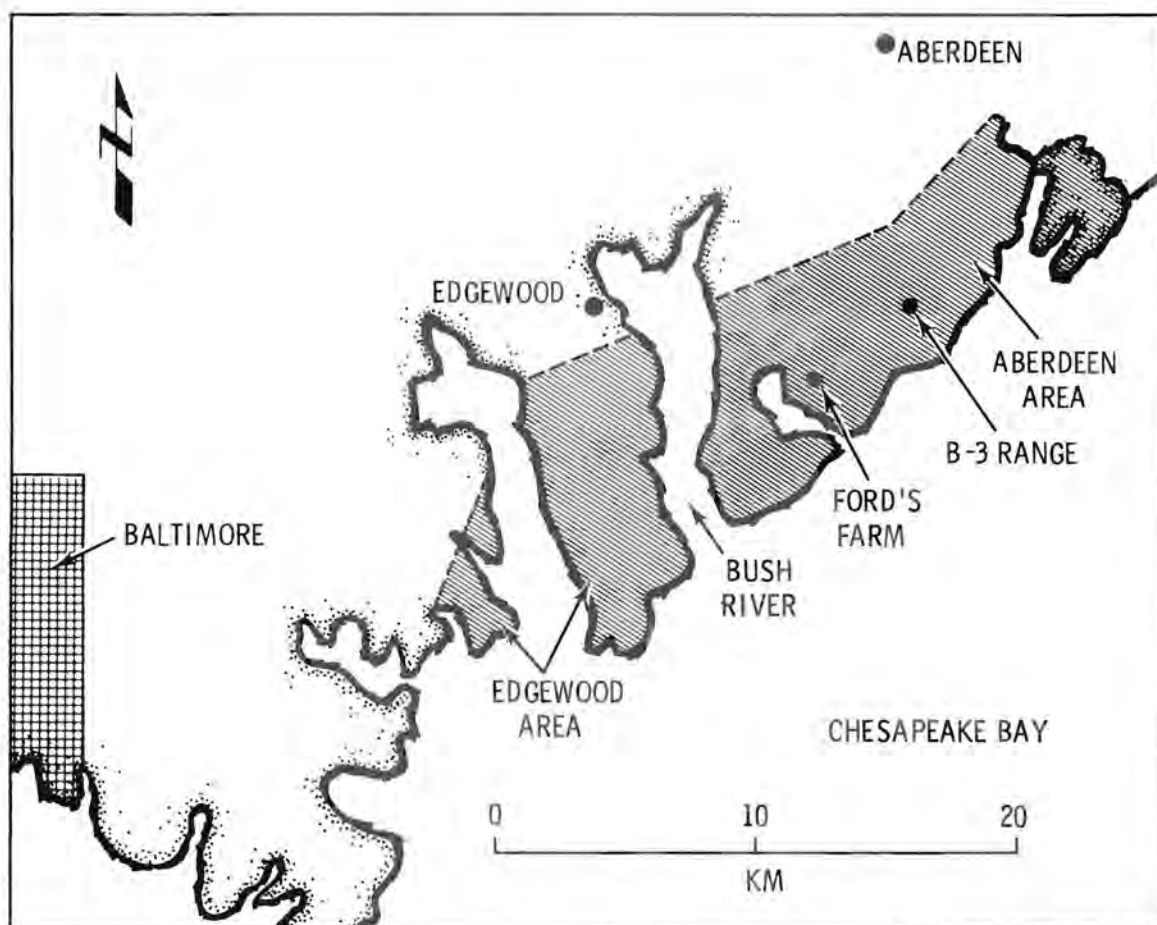 ABERDEEN
EDGEWOOD
ABERDEEN
AREA
B-3 RANGE
FORD'S
FARM
BALTIMORE
BUSH
RIVER
EDGEWOOD
AREA
CHESAPEAKE BAY
0 10 20
KM